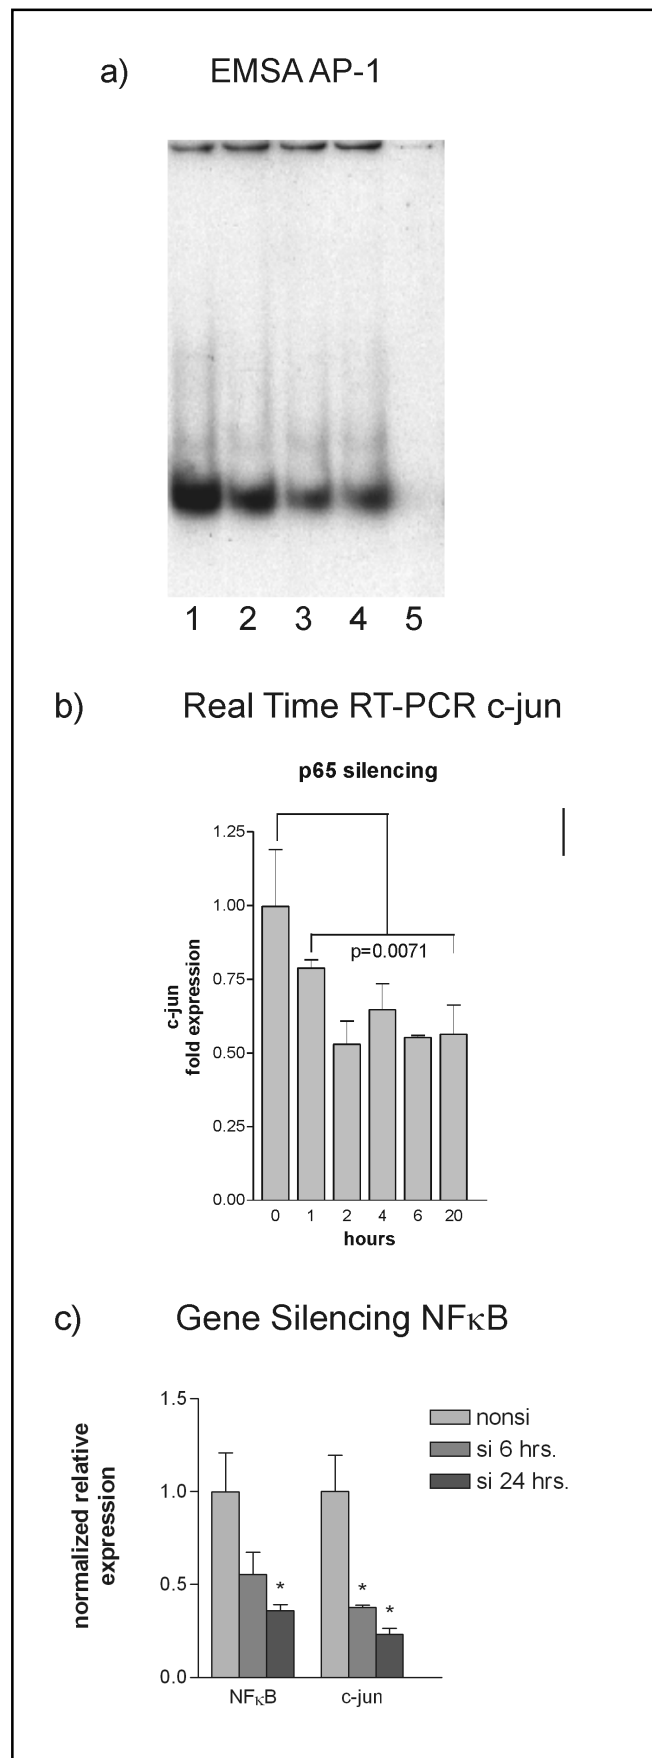 a) EMSA AP-1
1 2 3 4 5
b) Real Time RT-PCR c-jun
p65 silencing
c-jun
fold expression
1.25
1.00
0.75
0.50
0.25
0.00
p=0.0071
0 1 2 4 6 20
hours
c) Gene Silencing NFκB
normalized relative
expression
1.5
1.0
0.5
0.0
* * *
nonsi
si 6 hrs.
si 24 hrs.
NFκB c-jun